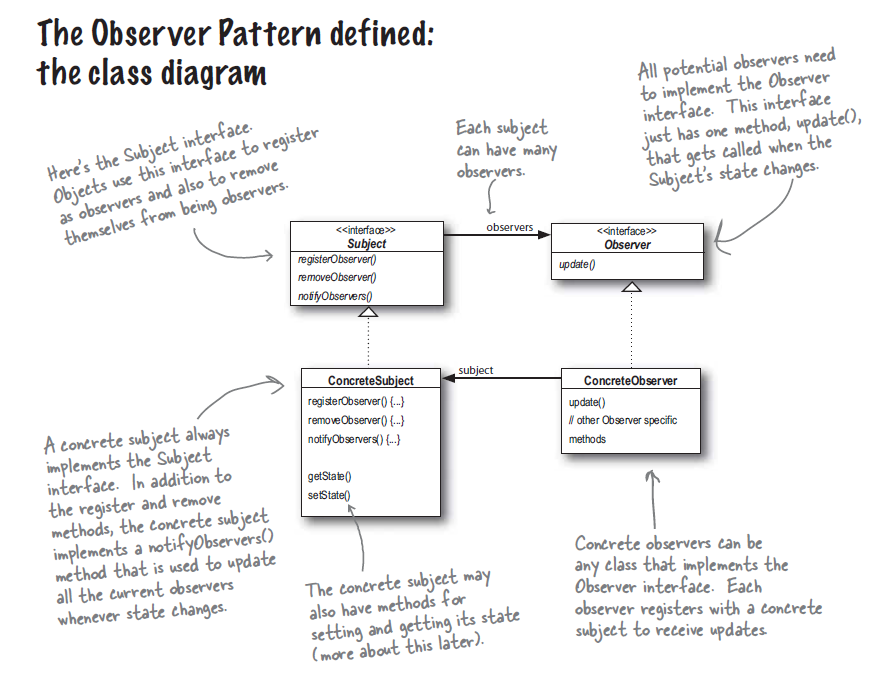 The Observer Pattern defined:
the class diagram
Here's the Subject interface.
Objects use this interface to register
as observers and also to remove
themselves from being observers.
Each subject
can have many
observers.
All potential observers need
to implement the Observer
interface. This interface
just has one method, update(),
that gets called when the
Subject's state changes.
<<interface>>
Subject
registerObserver()
removeObserver()
notifyObservers()
observers
<<interface>>
Observer
update()
ConcreteSubject
registerObserver() {...}
removeObserver() {...}
notifyObservers() {...}
getState()
setState()
subject
ConcreteObserver
update()
// other Observer specific
methods
A concrete subject always
implements the Subject
interface. In addition to
the register and remove
methods, the concrete subject
implements a notifyObservers()
method that is used to update
all the current observers
whenever state changes.
The concrete subject may
also have methods for
setting and getting its state
(more about this later).
Concrete observers can be
any class that implements the
Observer interface. Each
observer registers with a concrete
subject to receive updates.